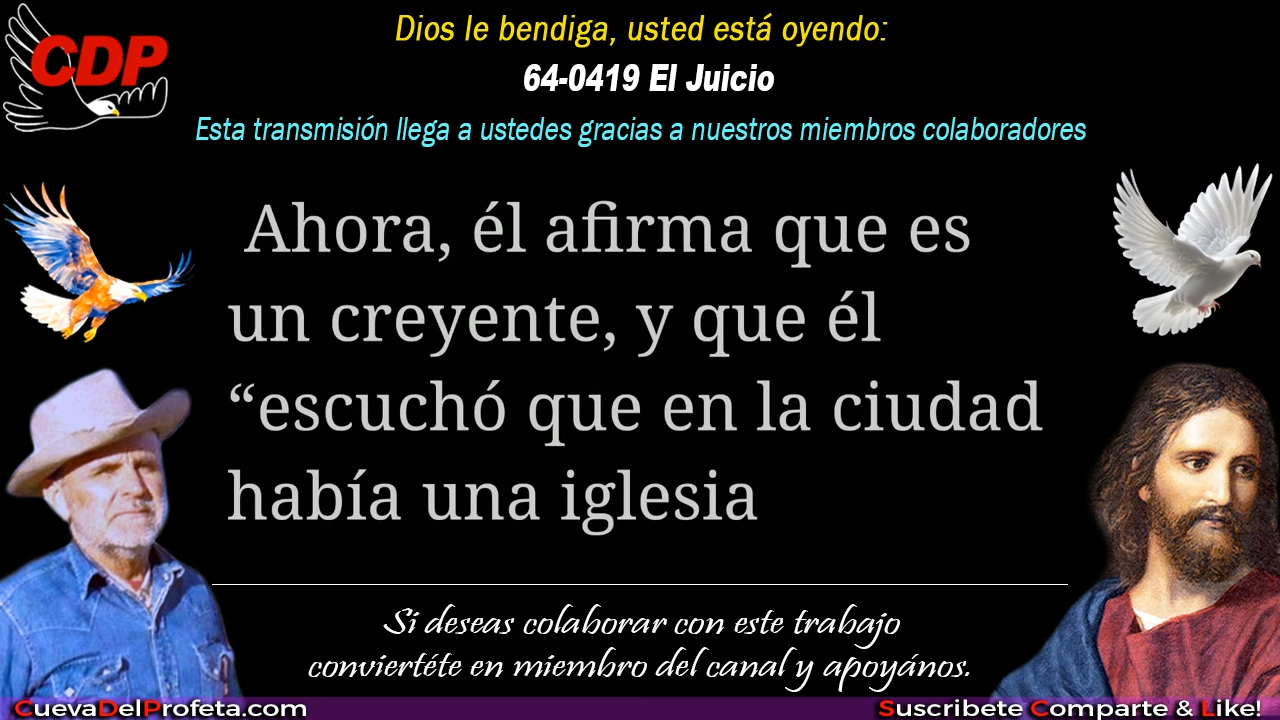 CDP
Dios le bendiga, usted está oyendo:
64-0419 El Juicio
Esta transmisión llega a ustedes gracias a nuestros miembros colaboradores
Ahora, él afirma que es
un creyente, y que él
“escuchó que en la ciudad
había una iglesia
Si deseas colaborar con este trabajo
conviertéte en miembro del canal y apoyános.
CuevaDelProfeta.com
Suscribete Comparte & Like!